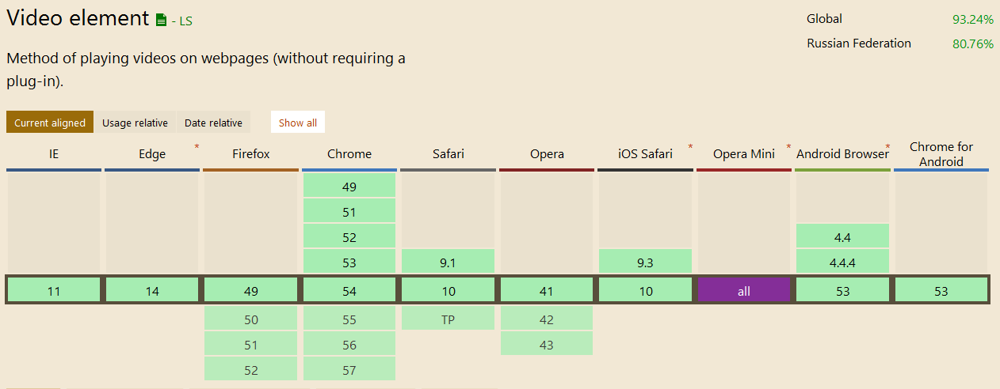 Video element - LS
Global 93.24%
Russian Federation 80.76%
Method of playing videos on webpages (without requiring a
plug-in).
Current aligned Usage relative Date relative Show all
IE Edge * Firefox Chrome Safari Opera iOS Safari * Opera Mini * Android Browser * Chrome for
Android
49
51
52 4.4
53 9.1 9.3 4.4.4
11 14 49 54 10 41 10 all 53 53
50 55 TP 42
51 56 43
52 57